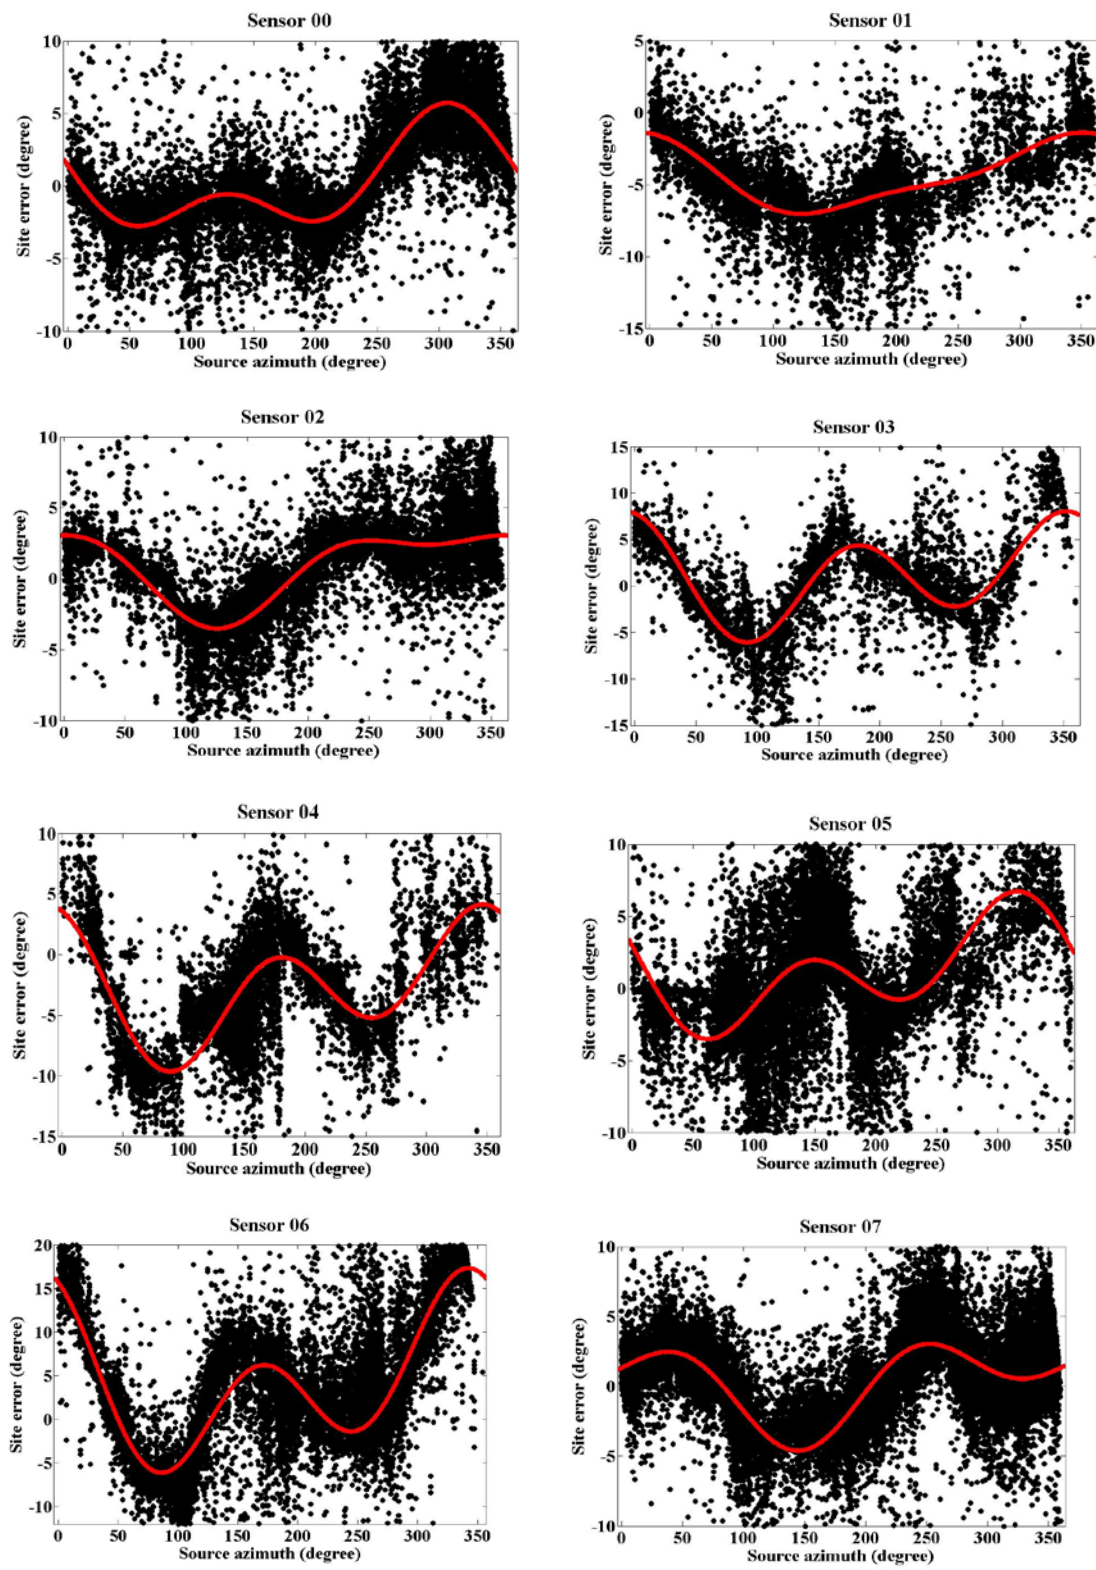 Sensor 00
10
5
0
-5
-10
Site error (degree)
0 50 100 150 200 250 300 350
Source azimuth (degree)
Sensor 01
5
0
-5
-10
-15
Site error (degree)
0 50 100 150 200 250 300 350
Source azimuth (degree)
Sensor 02
10
5
0
-5
-10
Site error (degree)
0 50 100 150 200 250 300 350
Source azimuth (degree)
Sensor 03
15
10
5
0
-5
-10
-15
Site error (degree)
0 50 100 150 200 250 300 350
Source azimuth (degree)
Sensor 04
10
5
0
-5
-10
-15
Site error (degree)
0 50 100 150 200 250 300 350
Source azimuth (degree)
Sensor 05
10
5
0
-5
-10
Site error (degree)
0 50 100 150 200 250 300 350
Source azimuth (degree)
Sensor 06
20
15
10
5
0
-5
-10
Site error (degree)
0 50 100 150 200 250 300 350
Source azimuth (degree)
Sensor 07
10
5
0
-5
-10
Site error (degree)
0 50 100 150 200 250 300 350
Source azimuth (degree)